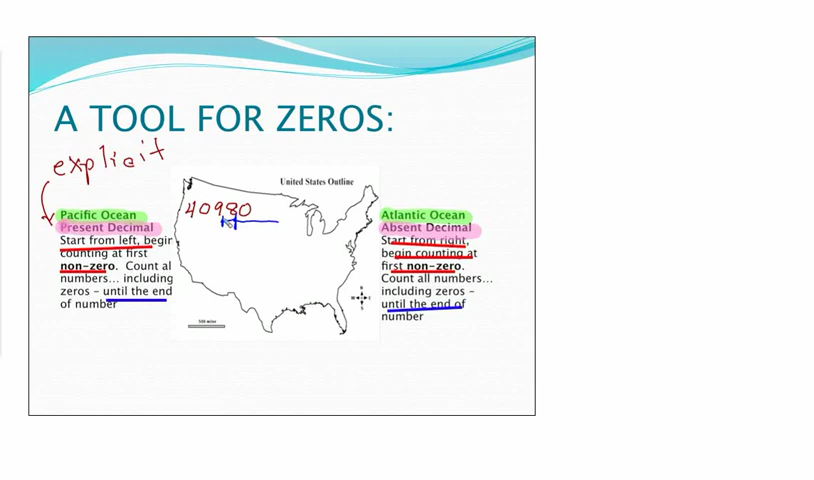 A TOOL FOR ZEROS:
explicit
United States Outline
40980
Pacific Ocean
Present Decimal
Start from left, begin
counting at first
non-zero. Count al
numbers... including
zeros – until the end
of number
Atlantic Ocean
Absent Decimal
Start from right,
begin counting at
first non-zero.
Count all numbers...
including zeros –
until the end of
number
500 miles